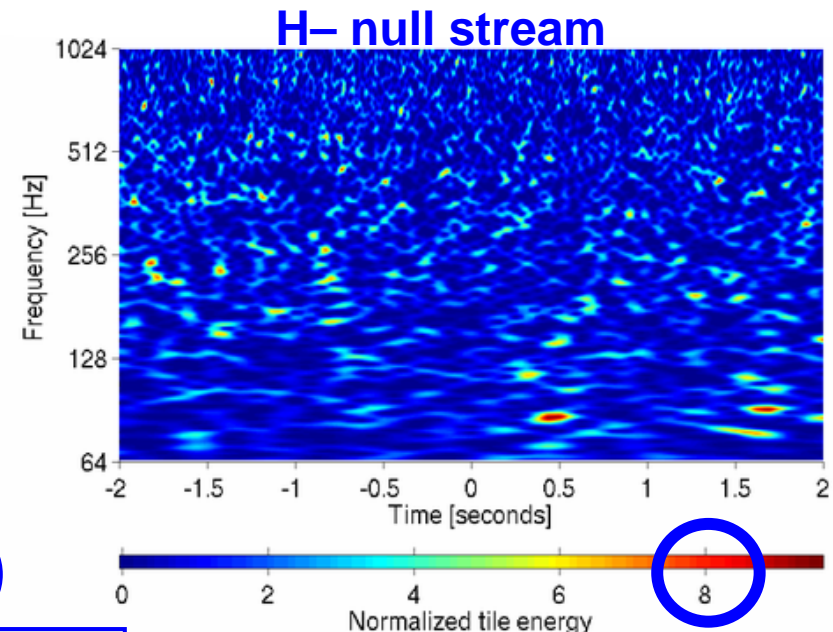 H– null stream
1024
512
256
128
64
Frequency [Hz]
-2 -1.5 -1 -0.5 0 0.5 1 1.5 2
Time [seconds]
0 2 4 6 8
Normalized tile energy